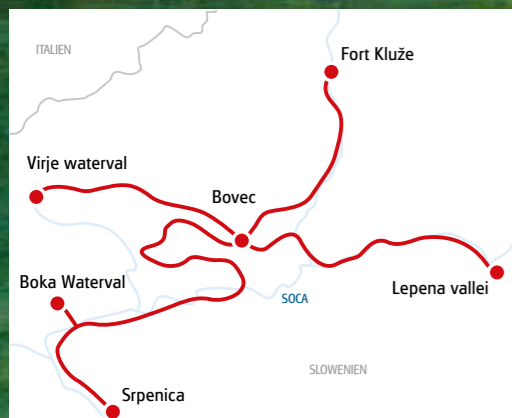 ITALIEN
Fort Kluže
Virje waterval
Bovec
Boka Waterval
Lepena vallei
SOCA
SLOWENIEN
Srpenica